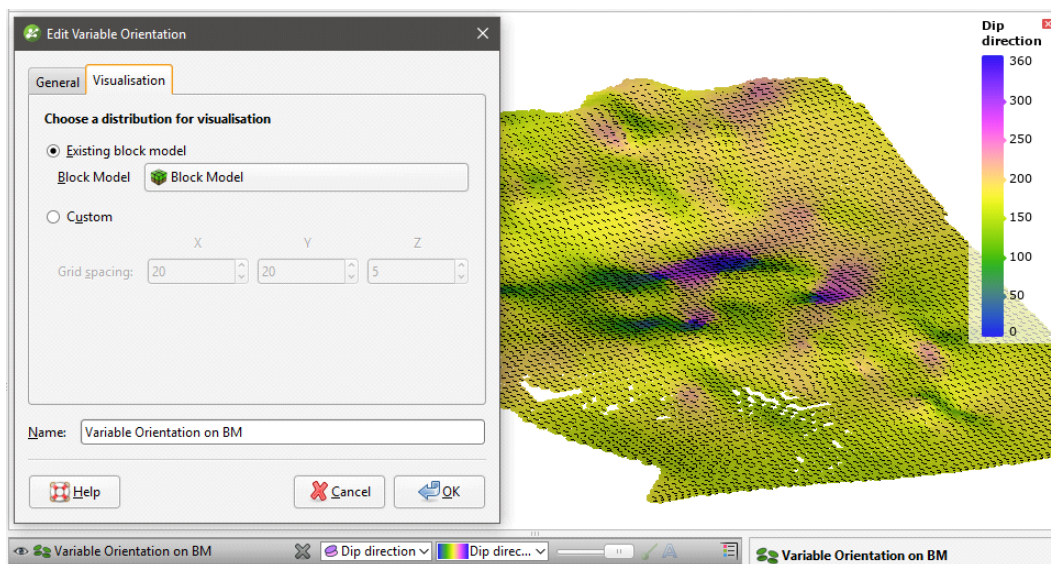 Edit Variable Orientation
General
Visualisation
Choose a distribution for visualisation
Existing block model
Block Model
Block Model
Custom
X
Y
Z
Grid spacing:
20
20
5
Name:
Variable Orientation on BM
Help
Cancel
OK
Dip
direction
360
300
250
200
150
100
50
0
Variable Orientation on BM
Dip direction
Dip direc...
A
Variable Orientation on BM